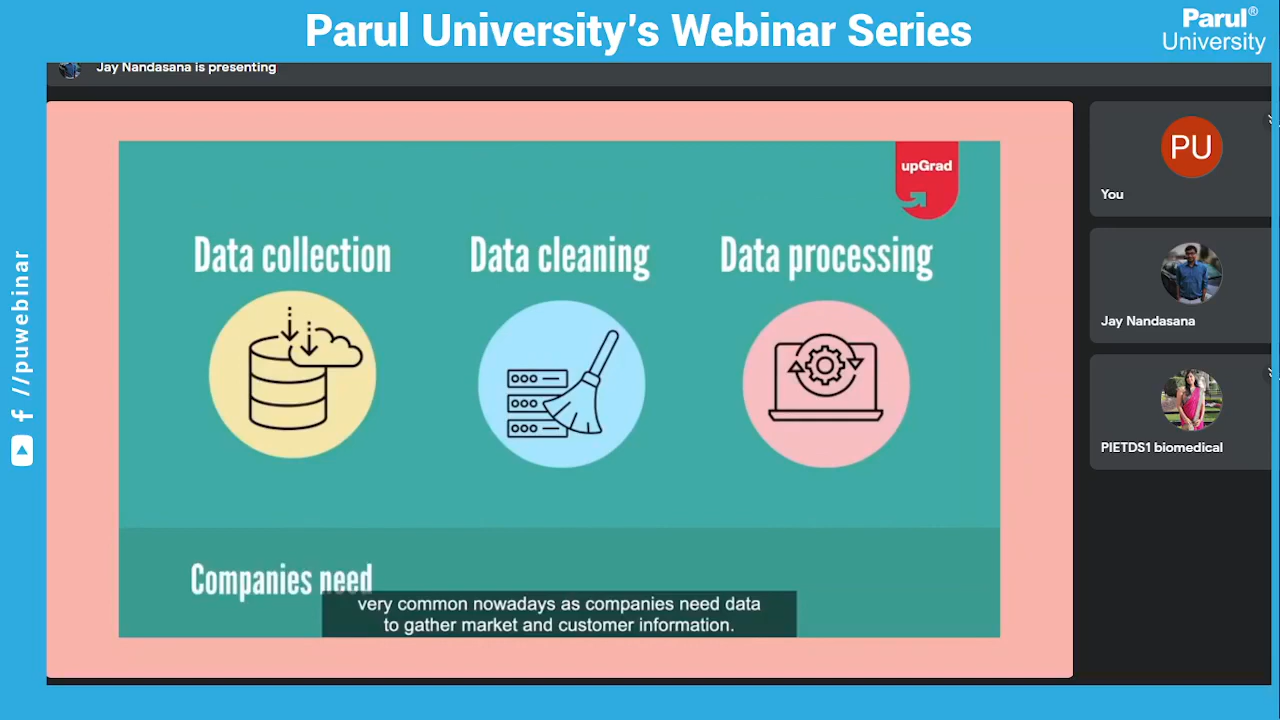 Parul University's Webinar Series
Parul®
University
Jay Nandasana is presenting
upGrad
Data collection
Data cleaning
Data processing
Companies need
very common nowadays as companies need data
to gather market and customer information.
PU
You
Jay Nandasana
PIETDS1 biomedical
//puwebinar